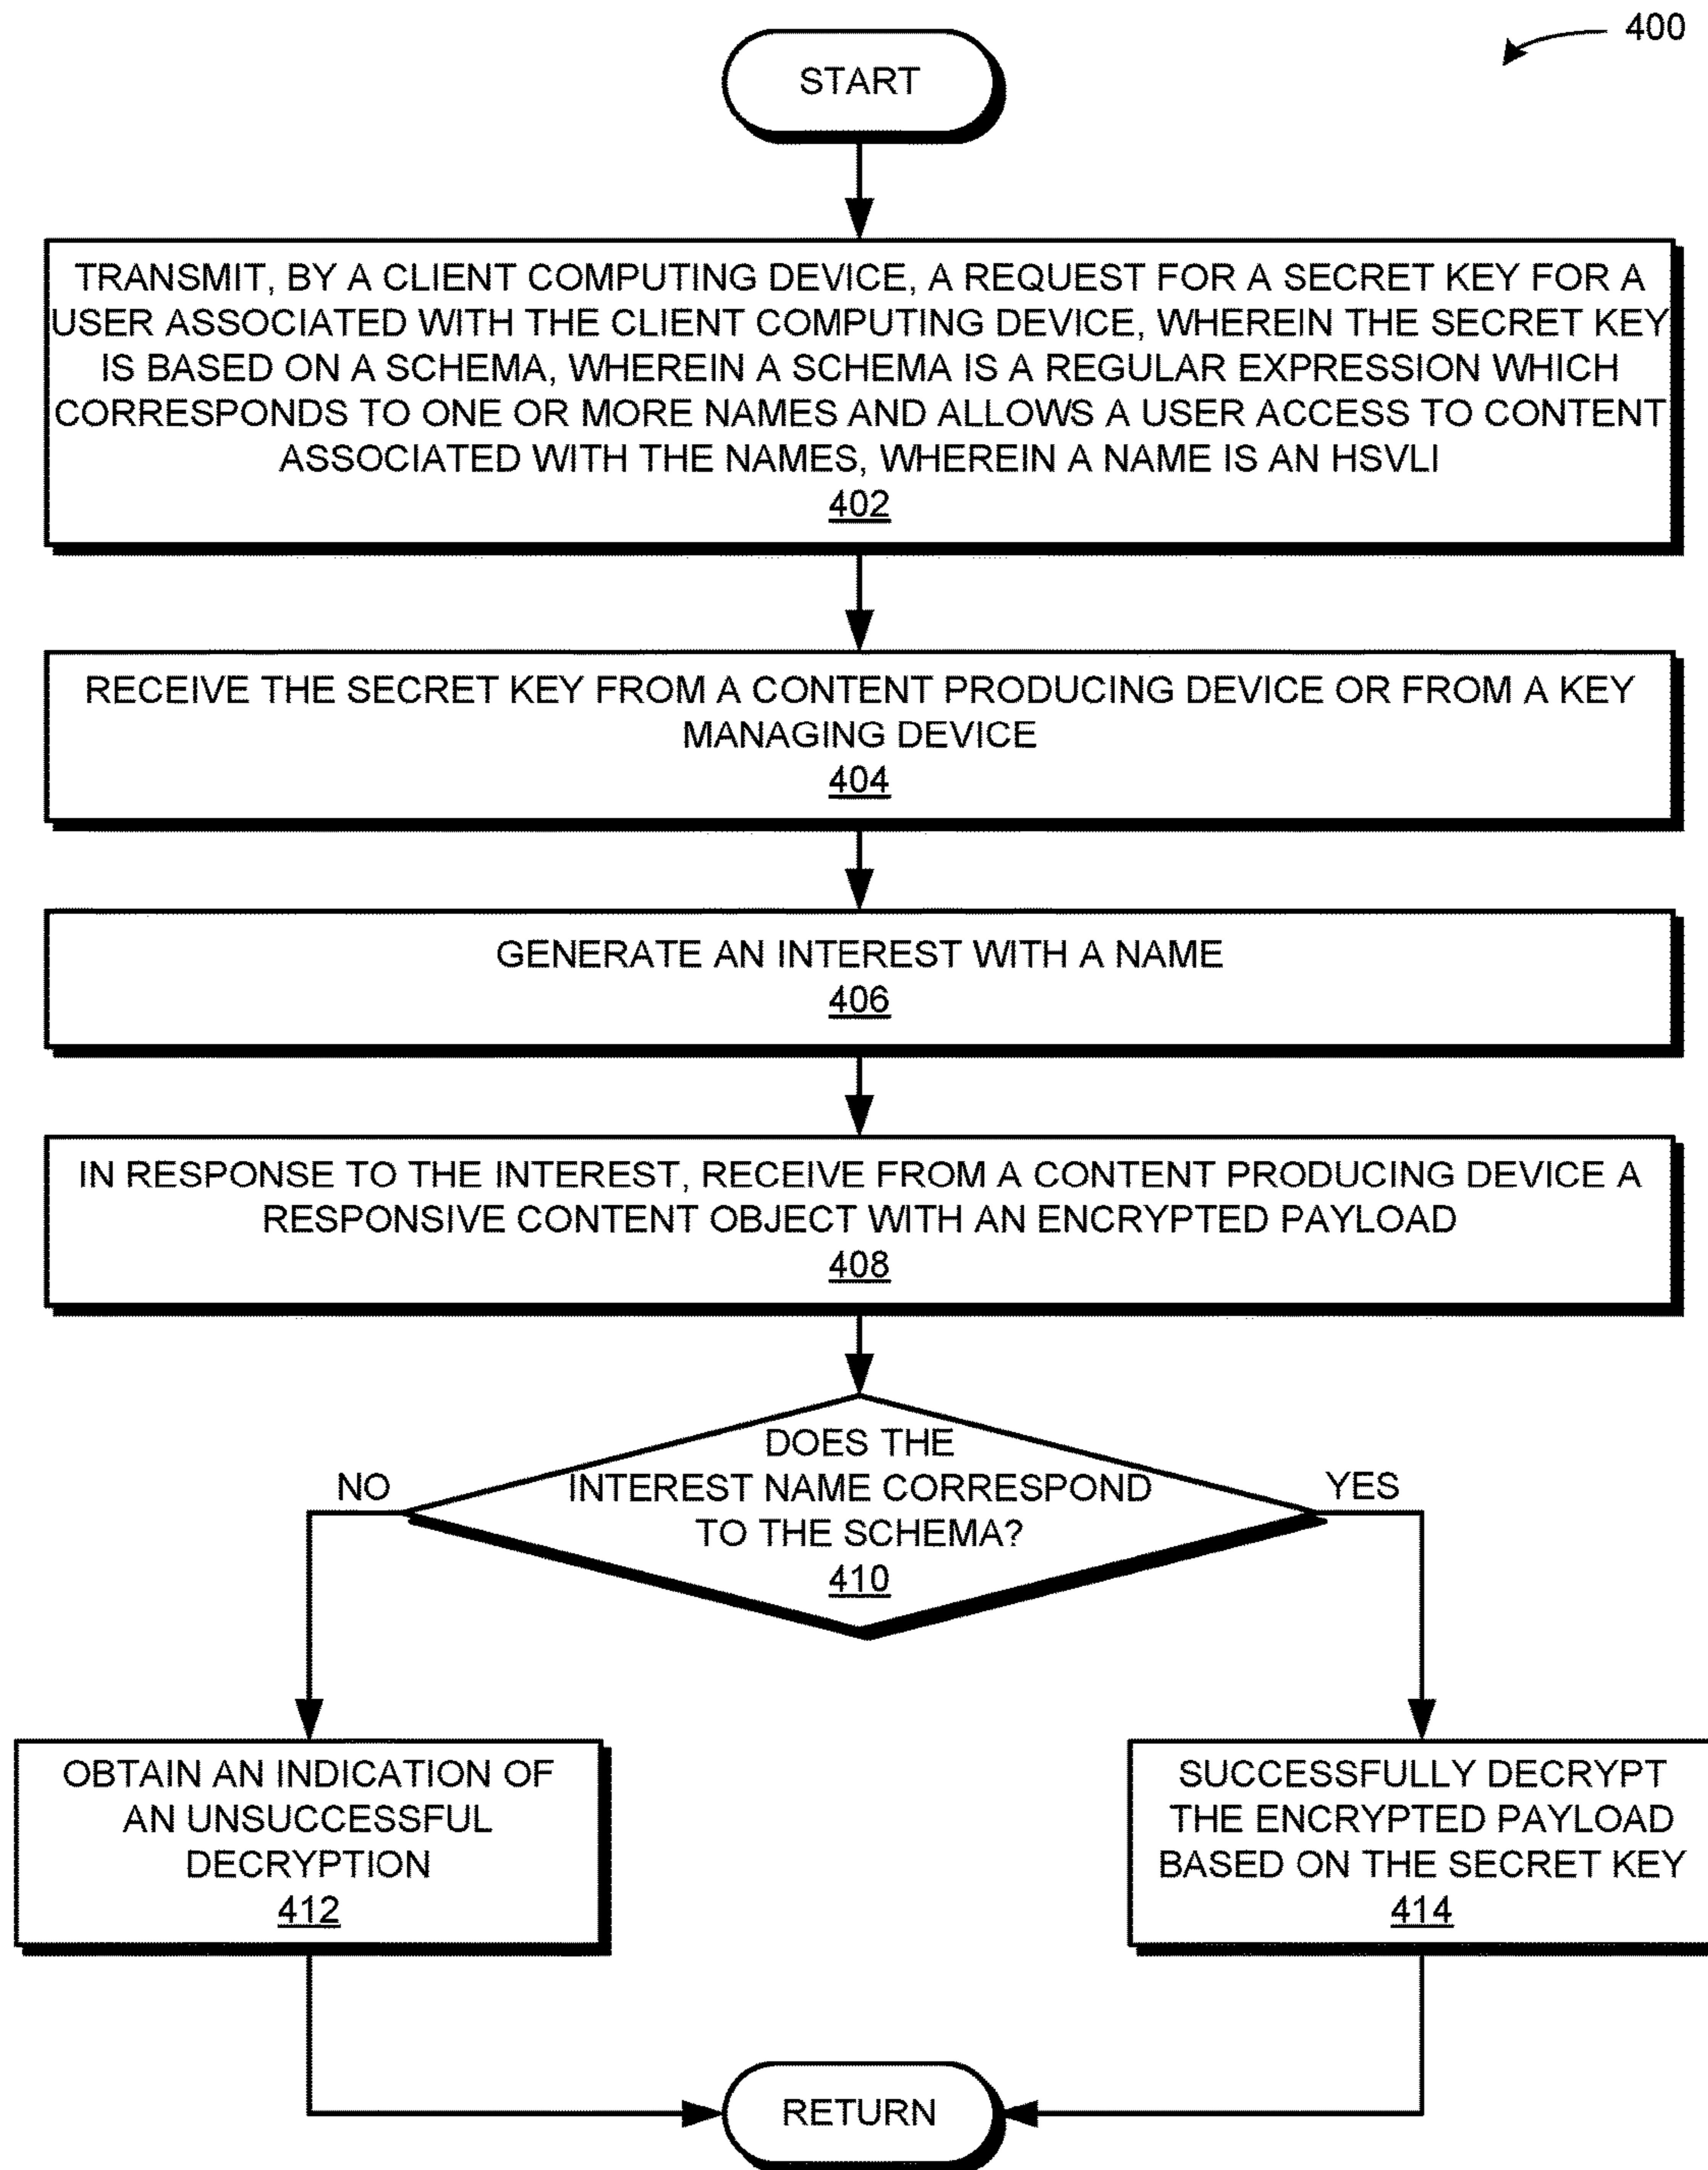 400
START
TRANSMIT, BY A CLIENT COMPUTING DEVICE, A REQUEST FOR A SECRET KEY FOR A
USER ASSOCIATED WITH THE CLIENT COMPUTING DEVICE, WHEREIN THE SECRET KEY
IS BASED ON A SCHEMA, WHEREIN A SCHEMA IS A REGULAR EXPRESSION WHICH
CORRESPONDS TO ONE OR MORE NAMES AND ALLOWS A USER ACCESS TO CONTENT
ASSOCIATED WITH THE NAMES, WHEREIN A NAME IS AN HSVLI
402
RECEIVE THE SECRET KEY FROM A CONTENT PRODUCING DEVICE OR FROM A KEY
MANAGING DEVICE
404
GENERATE AN INTEREST WITH A NAME
406
IN RESPONSE TO THE INTEREST, RECEIVE FROM A CONTENT PRODUCING DEVICE A
RESPONSIVE CONTENT OBJECT WITH AN ENCRYPTED PAYLOAD
408
DOES THE
INTEREST NAME CORRESPOND
TO THE SCHEMA?
410
NO
YES
OBTAIN AN INDICATION OF
AN UNSUCCESSFUL
DECRYPTION
412
SUCCESSFULLY DECRYPT
THE ENCRYPTED PAYLOAD
BASED ON THE SECRET KEY
414
RETURN